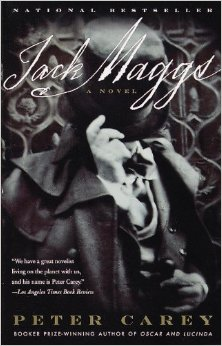 NATIONAL BESTSELLER
Jack Maggs
A NOVEL
"We have a great novelist
living on the planet with us,
and his name is Peter Carey."
—Los Angeles Times Book Review
PETER CAREY
BOOKER PRIZE-WINNING AUTHOR OF OSCAR AND LUCINDA